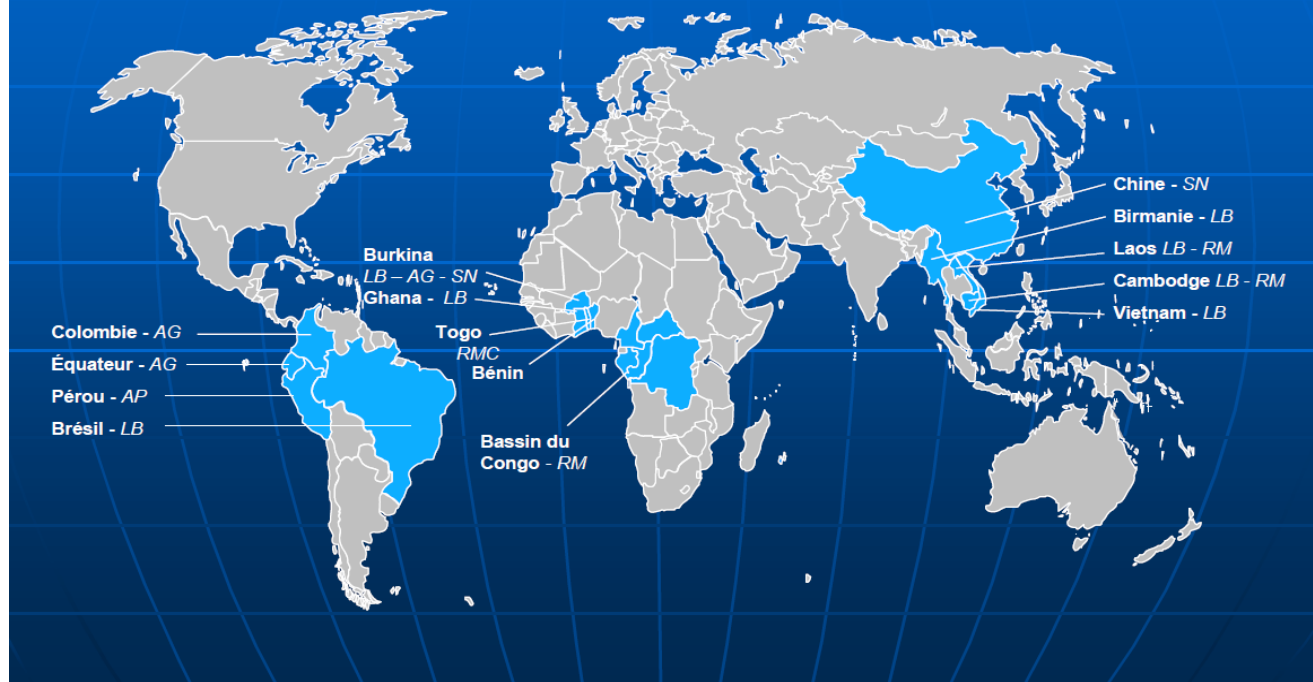 Colombie - AG
Équateur - AG
Pérou - AP
Brésil - LB
Burkina
LB – AG - SN
Ghana - LB
Togo
RMC
Bénin
Bassin du
Congo - RM
Chine - SN
Birmanie - LB
Laos LB - RM
Cambodge LB - RM
Vietnam - LB